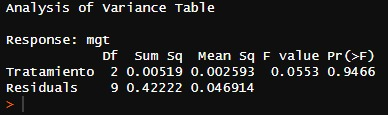 Analysis of Variance Table
Response: mgt
Df Sum Sq Mean Sq F value Pr(>F)
Tratamiento 2 0.00519 0.002593 0.0553 0.9466
Residuals 9 0.42222 0.046914
>